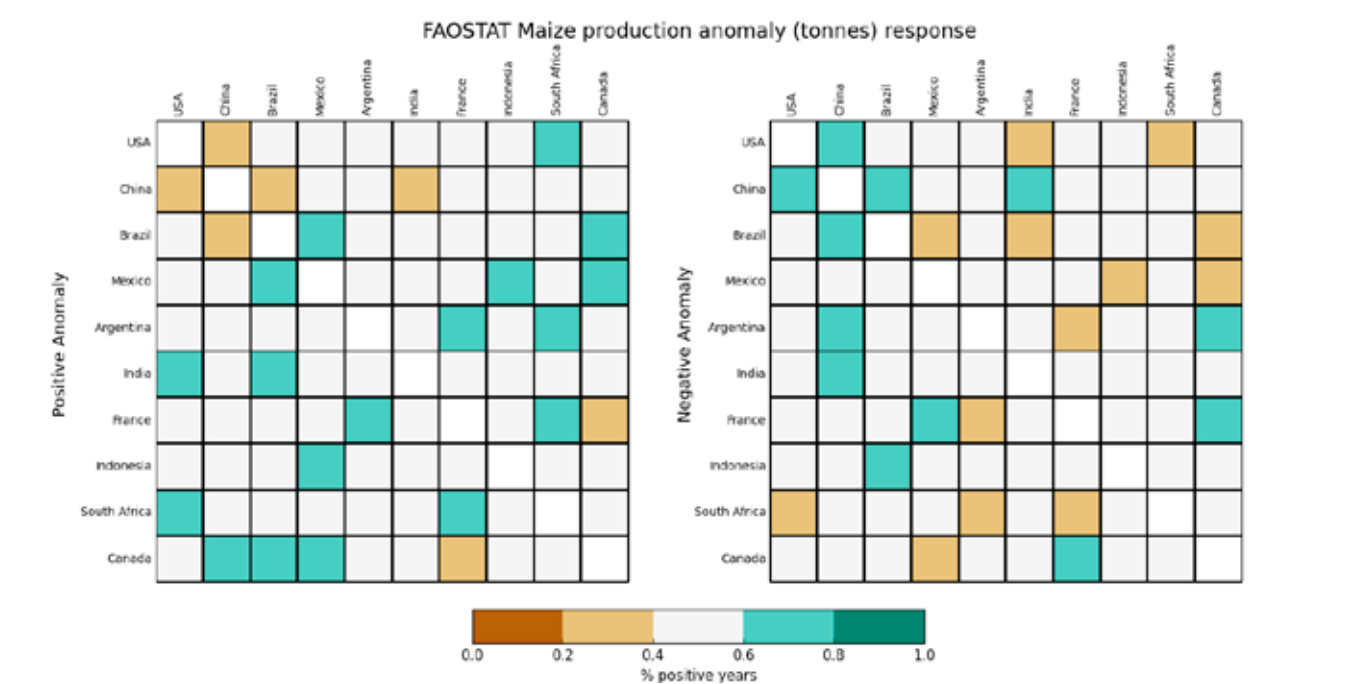 FAOSTAT Maize production anomaly (tonnes) response
USA China Brazil Mexico Argentina India France Indonesia South Africa Canada
USA
China
Brazil
Mexico
Argentina
India
France
Indonesia
South Africa
Canada
Positive Anomaly
USA China Brazil Mexico Argentina India France Indonesia South Africa Canada
USA
China
Brazil
Mexico
Argentina
India
France
Indonesia
South Africa
Canada
Negative Anomaly
0.0 0.2 0.4 0.6 0.8 1.0
% positive years